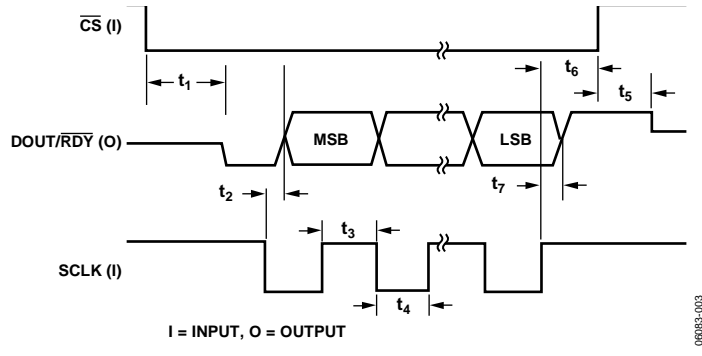 CS (I)
t6
t1
t5
DOUT/RDY (O)
MSB
LSB
t2
t7
t3
SCLK (I)
t4
I = INPUT, O = OUTPUT
06083-003